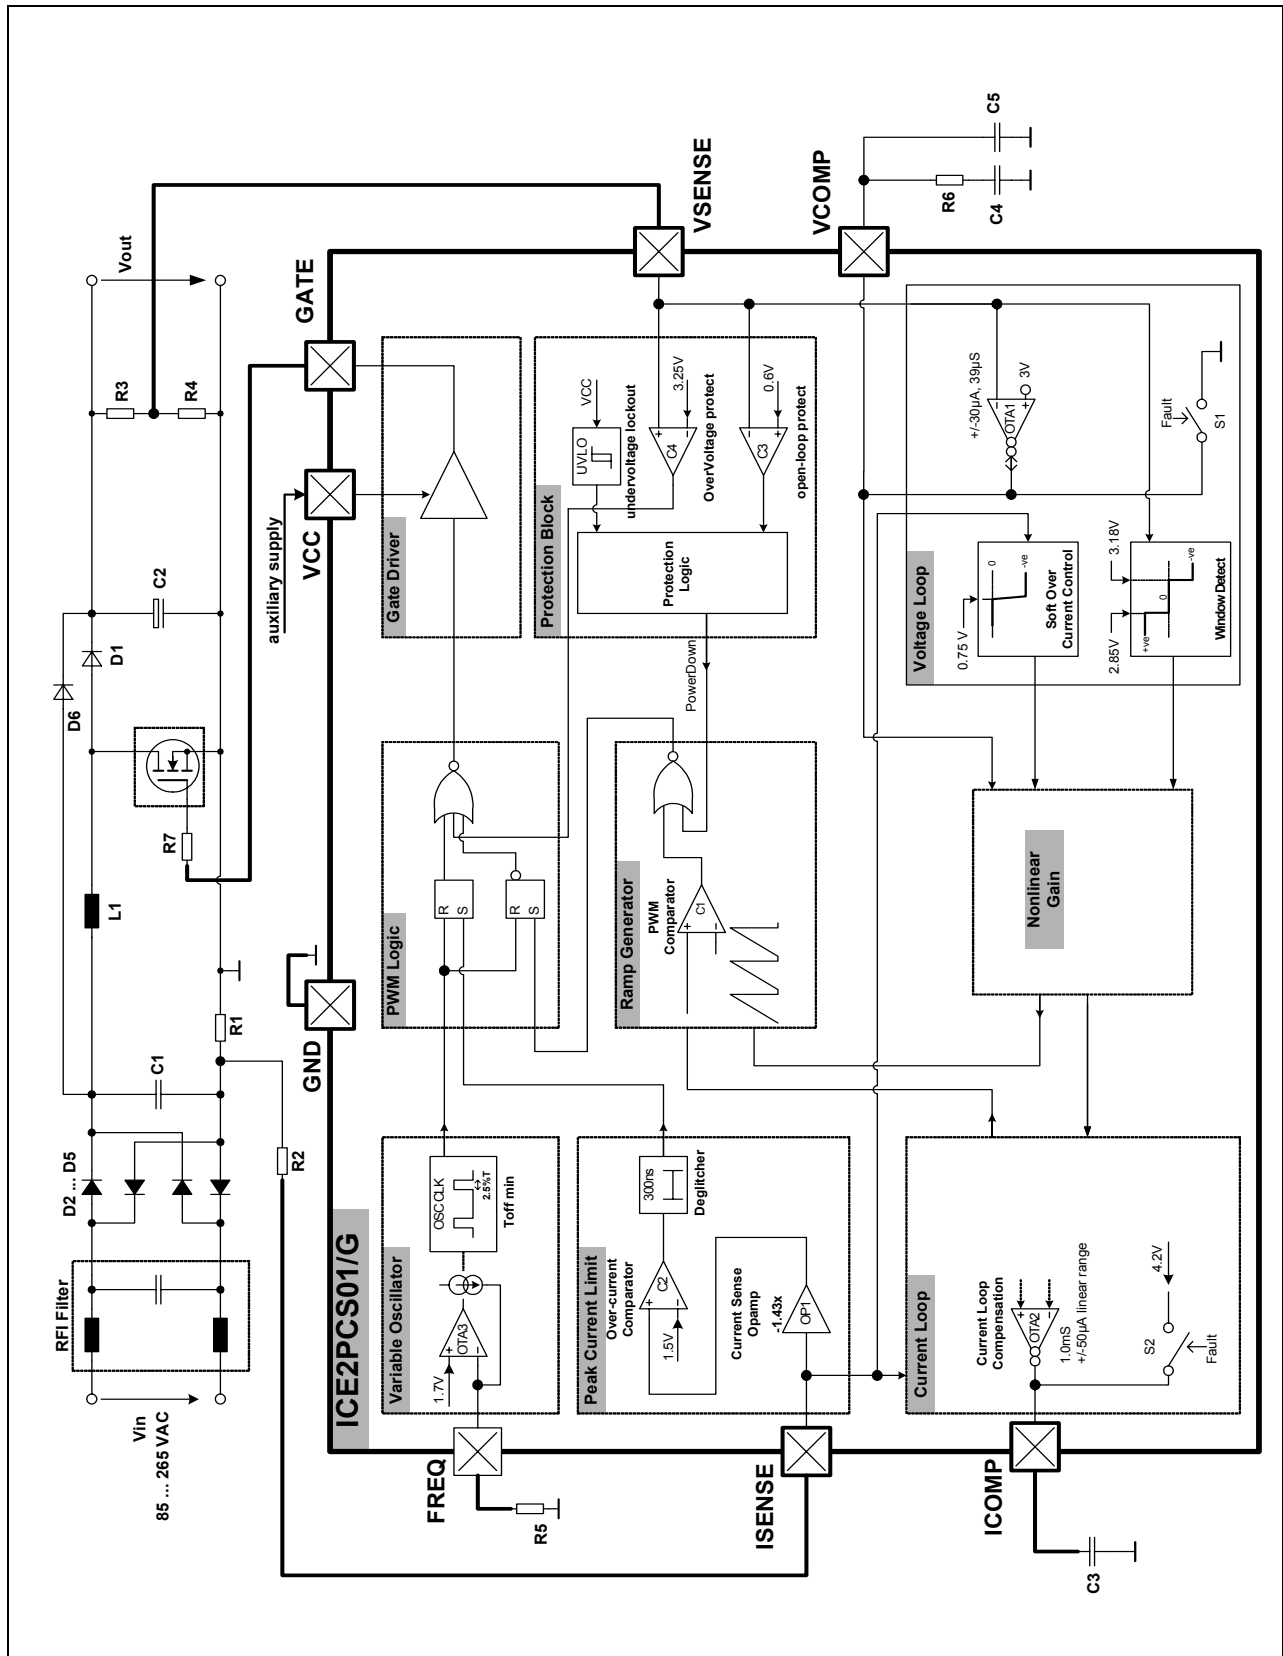 RFI Filter
Vin
85 ... 265 VAC
D2 ... D5
C1
R1
R2
L1
R7
D6
D1
C2
R3
R4
Vout
GND
auxiliary supply
VCC
GATE
ICE2PCS01/G
FREQ
R5
Variable Oscillator
1.7V
+
-
OTA3
OSC CLK
2.5%T
Toff min
PWM Logic
R
S
R
S
Gate Driver
ISENSE
Peak Current Limit
Over-current
Comparator
1.5V
+
-
C2
300ns
Deglitcher
Current Sense
Opamp
-1.43x
OP1
Ramp Generator
PWM
Comparator
+
-
C1
PowerDown
Protection Block
Protection
Logic
UVLO
VCC
undervoltage lockout
+
-
C4
3.25V
OverVoltage protect
-
+
C3
0.6V
open-loop protect
VSENSE
VCOMP
R6
C4
C5
ICOMP
C3
Current Loop
Current Loop
Compensation
+
-
OTA2
1.0mS
+/-50µA linear range
4.2V
S2
Fault
Nonlinear
Gain
Voltage Loop
0.75 V
0
-ve
Soft Over
Current Control
2.85V
3.18V
+ve
0
-ve
Window Detect
+/-30µA, 39µS
-
+
OTA1
3V
Fault
S1